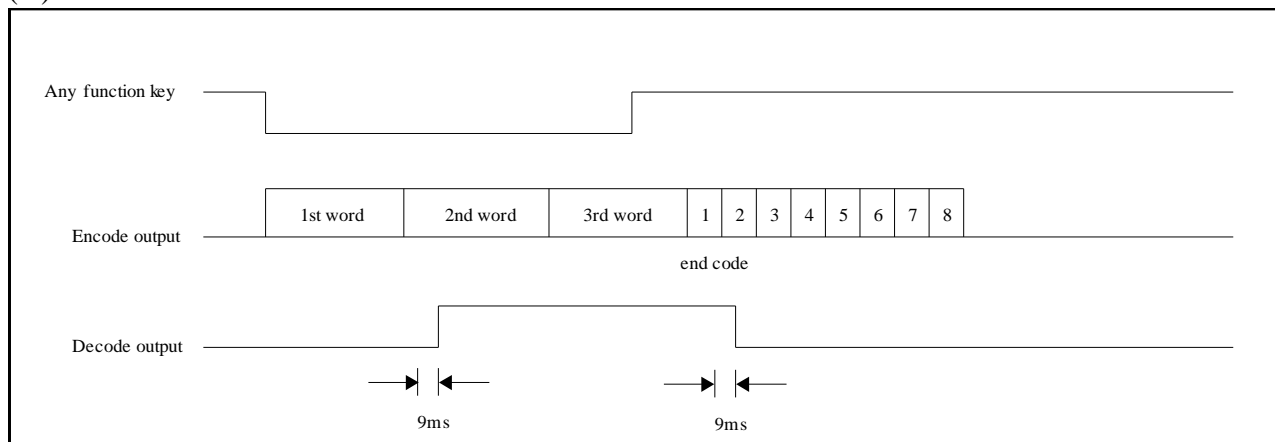 Any function key
1st word 2nd word 3rd word 1 2 3 4 5 6 7 8
Encode output
end code
Decode output
9ms 9ms